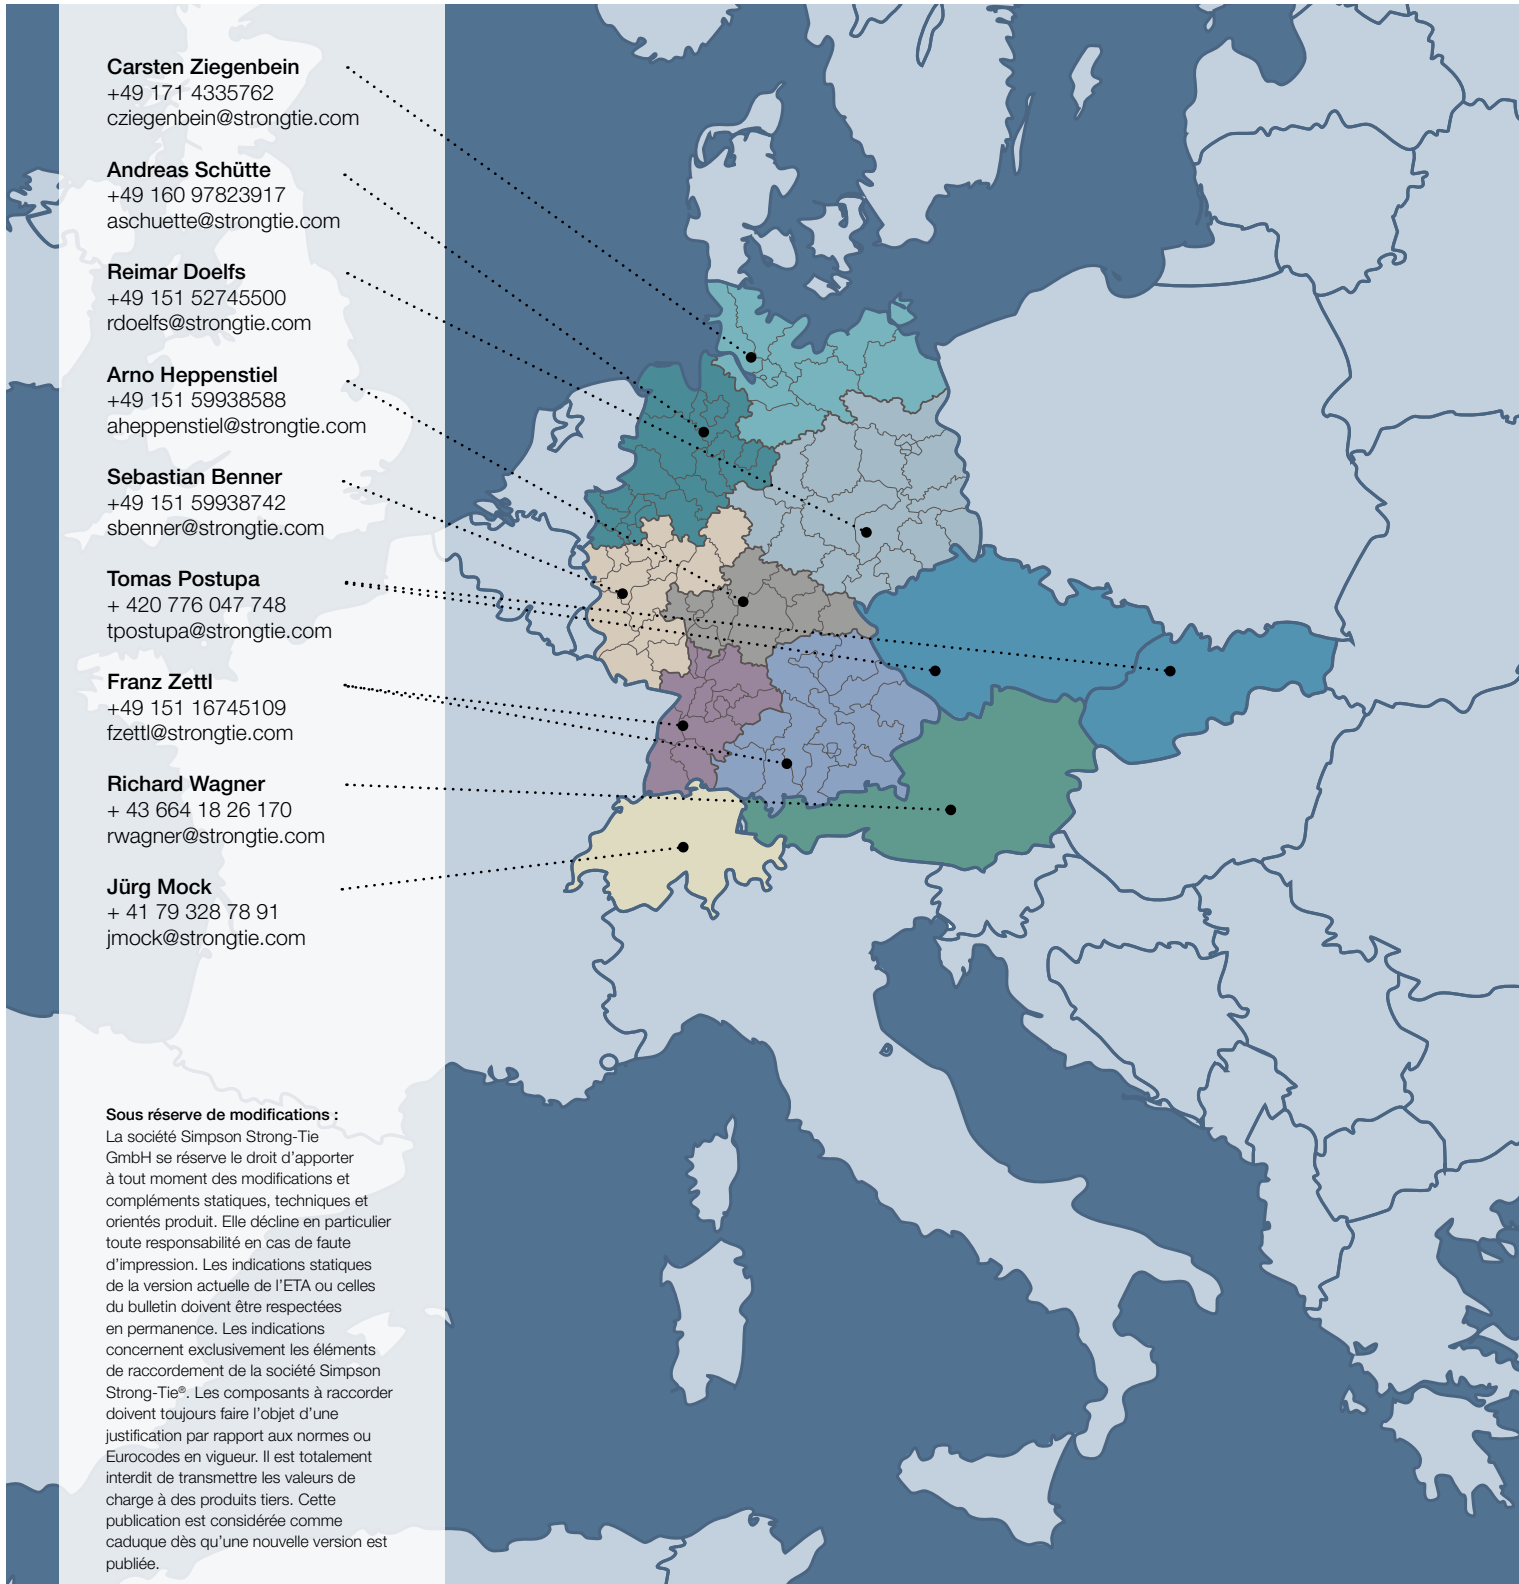 Carsten Ziegenbein
+49 171 4335762
cziegenbein@strongtie.com
Andreas Schütte
+49 160 97823917
aschuette@strongtie.com
Reimar Doelfs
+49 151 52745500
rdoelfs@strongtie.com
Arno Heppenstiel
+49 151 59938588
aheppenstiel@strongtie.com
Sebastian Benner
+49 151 59938742
sbenner@strongtie.com
Tomas Postupa
+ 420 776 047 748
tpostupa@strongtie.com
Franz Zettl
+49 151 16745109
fzettl@strongtie.com
Richard Wagner
+ 43 664 18 26 170
rwagner@strongtie.com
Jürg Mock
+ 41 79 328 78 91
jmock@strongtie.com
Sous réserve de modifications :
La société Simpson Strong-Tie
GmbH se réserve le droit d'apporter
à tout moment des modifications et
compléments statiques, techniques et
orientés produit. Elle décline en particulier
toute responsabilité en cas de faute
d'impression. Les indications statiques
de la version actuelle de l'ETA ou celles
du bulletin doivent être respectées
en permanence. Les indications
concernent exclusivement les éléments
de raccordement de la société Simpson
Strong-Tie®. Les composants à raccorder
doivent toujours faire l'objet d'une
justification par rapport aux normes ou
Eurocodes en vigueur. Il est totalement
interdit de transmettre les valeurs de
charge à des produits tiers. Cette
publication est considérée comme
caduque dès qu'une nouvelle version est
publiée.